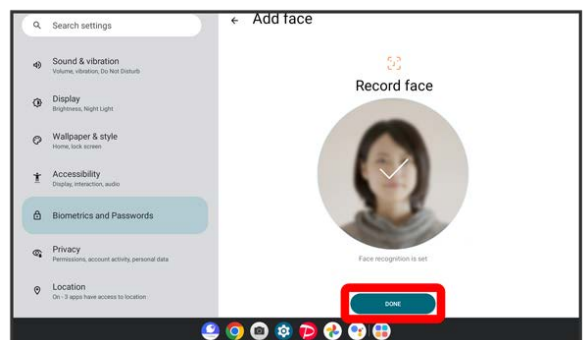 Search settings
← Add face
Sound & vibration
Volume, vibration, Do Not Disturb
Display
Brightness, Night Light
Wallpaper & style
Home, lock screen
Accessibility
Display, interaction, audio
Biometrics and Passwords
Privacy
Permissions, account activity, personal data
Location
On - 3 apps have access to location
Record face
Face recognition is set
DONE